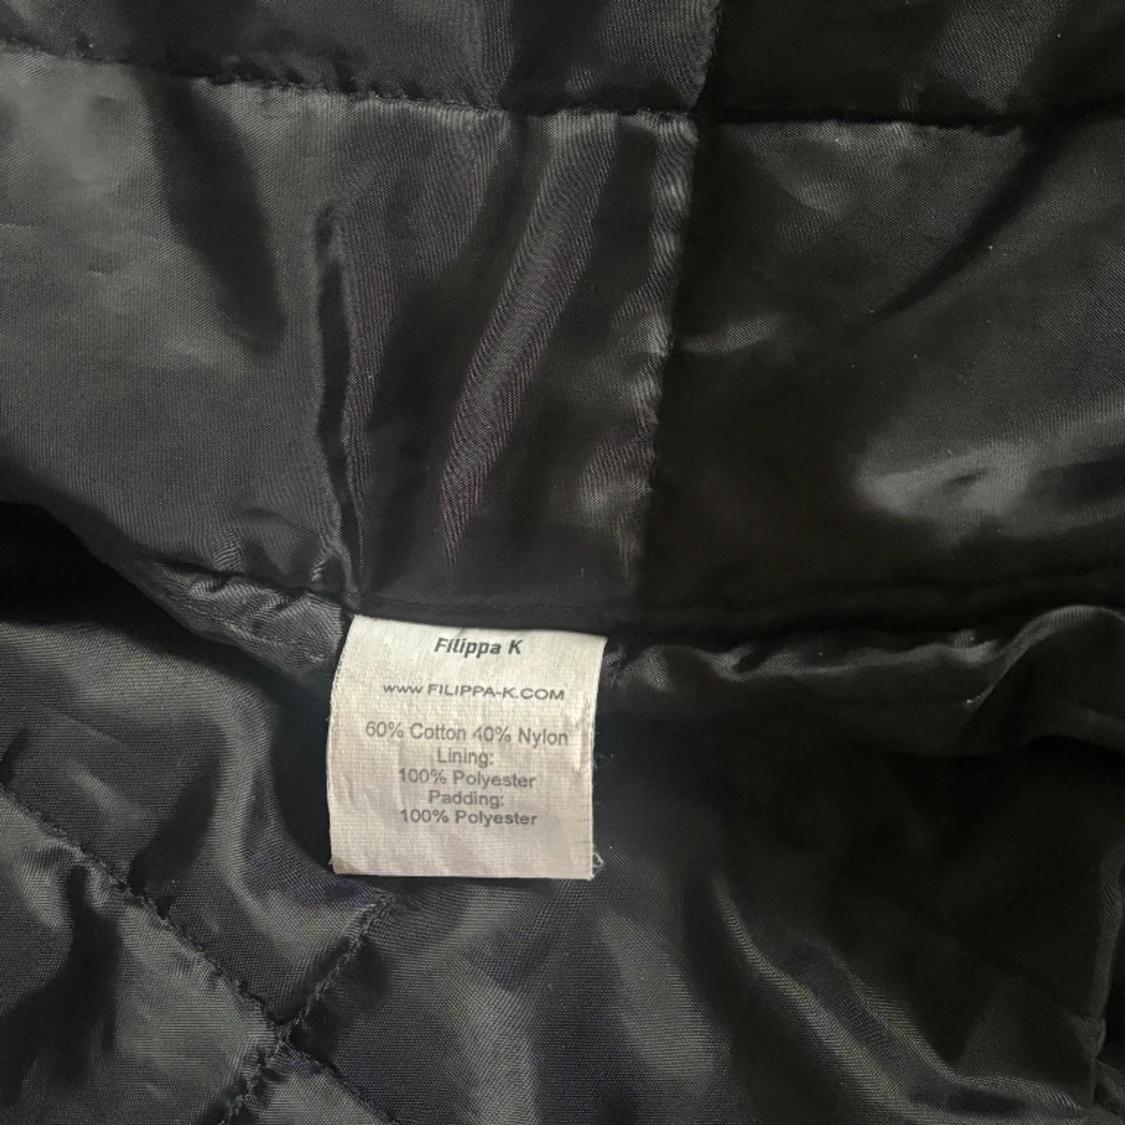 Filippa K
www FILIPPA-K.COM
60% Cotton 40% Nylon
Lining:
100% Polyester
Padding:
100% Polyester